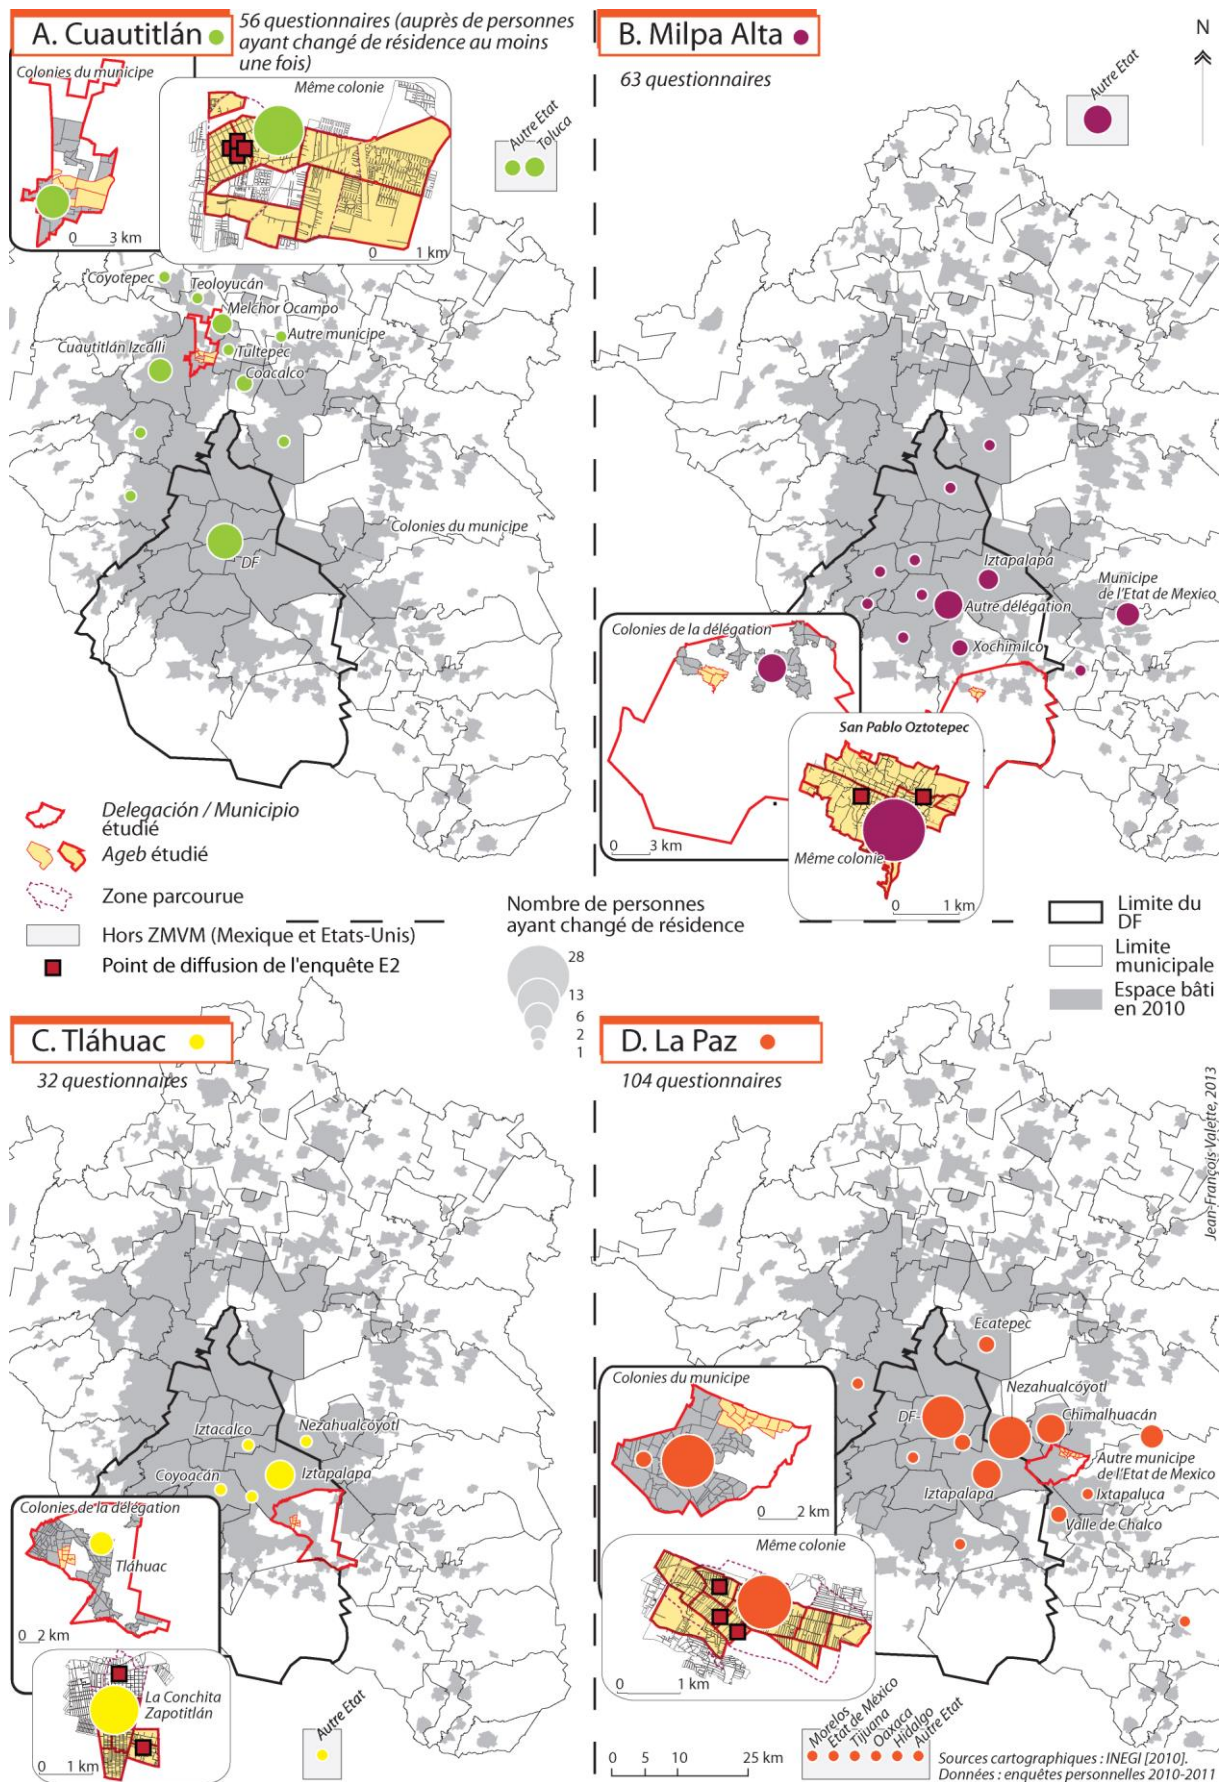 A. Cuautitlán
56 questionnaires (auprès de personnes
ayant changé de résidence au moins
une fois)
Colonies du municipe
0 3 km
Même colonie
0 1 km
Autre Etat
Toluca
Coyotepec
Teoloyucán
Melchor Ocampo
Autre municipe
Tultepec
Cuautitlán Izcalli
Coacalco
Colonies du municipe
DF
B. Milpa Alta
63 questionnaires
Autre Etat
N
Iztapalapa
Municipe
de l'Etat de Mexico
Autre délégation
Xochimilco
Colonies de la délégation
0 3 km
San Pablo Oztotepec
Même colonie
0 1 km
Delegación / Municipio
étudié
Ageb étudié
Zone parcourue
Hors ZMVM (Mexique et Etats-Unis)
Point de diffusion de l'enquête E2
Nombre de personnes
ayant changé de résidence
28
13
6
2
1
Limite du
DF
Limite
municipale
Espace bâti
en 2010
C. Tláhuac
32 questionnaires
Iztacalco
Nezahualcóyotl
Coyoacán
Iztapalapa
Colonies de la délégation
Tláhuac
0 2 km
La Conchita
Zapotitlán
0 1 km
Autre Etat
D. La Paz
104 questionnaires
Jean-François Valette, 2013
Ecatepec
Colonies du municipe
0 2 km
Nezahualcóyotl
DF
Chimalhuacán
Autre municipe
de l'Etat de Mexico
Iztapalapa
Ixtapaluca
Valle de Chalco
Même colonie
0 1 km
Morelos
Etat de México
Tijuana
Oaxaca
Hidalgo
Autre Etat
0 5 10 25 km
Sources cartographiques : INEGI [2010].
Données : enquêtes personnelles 2010-2011